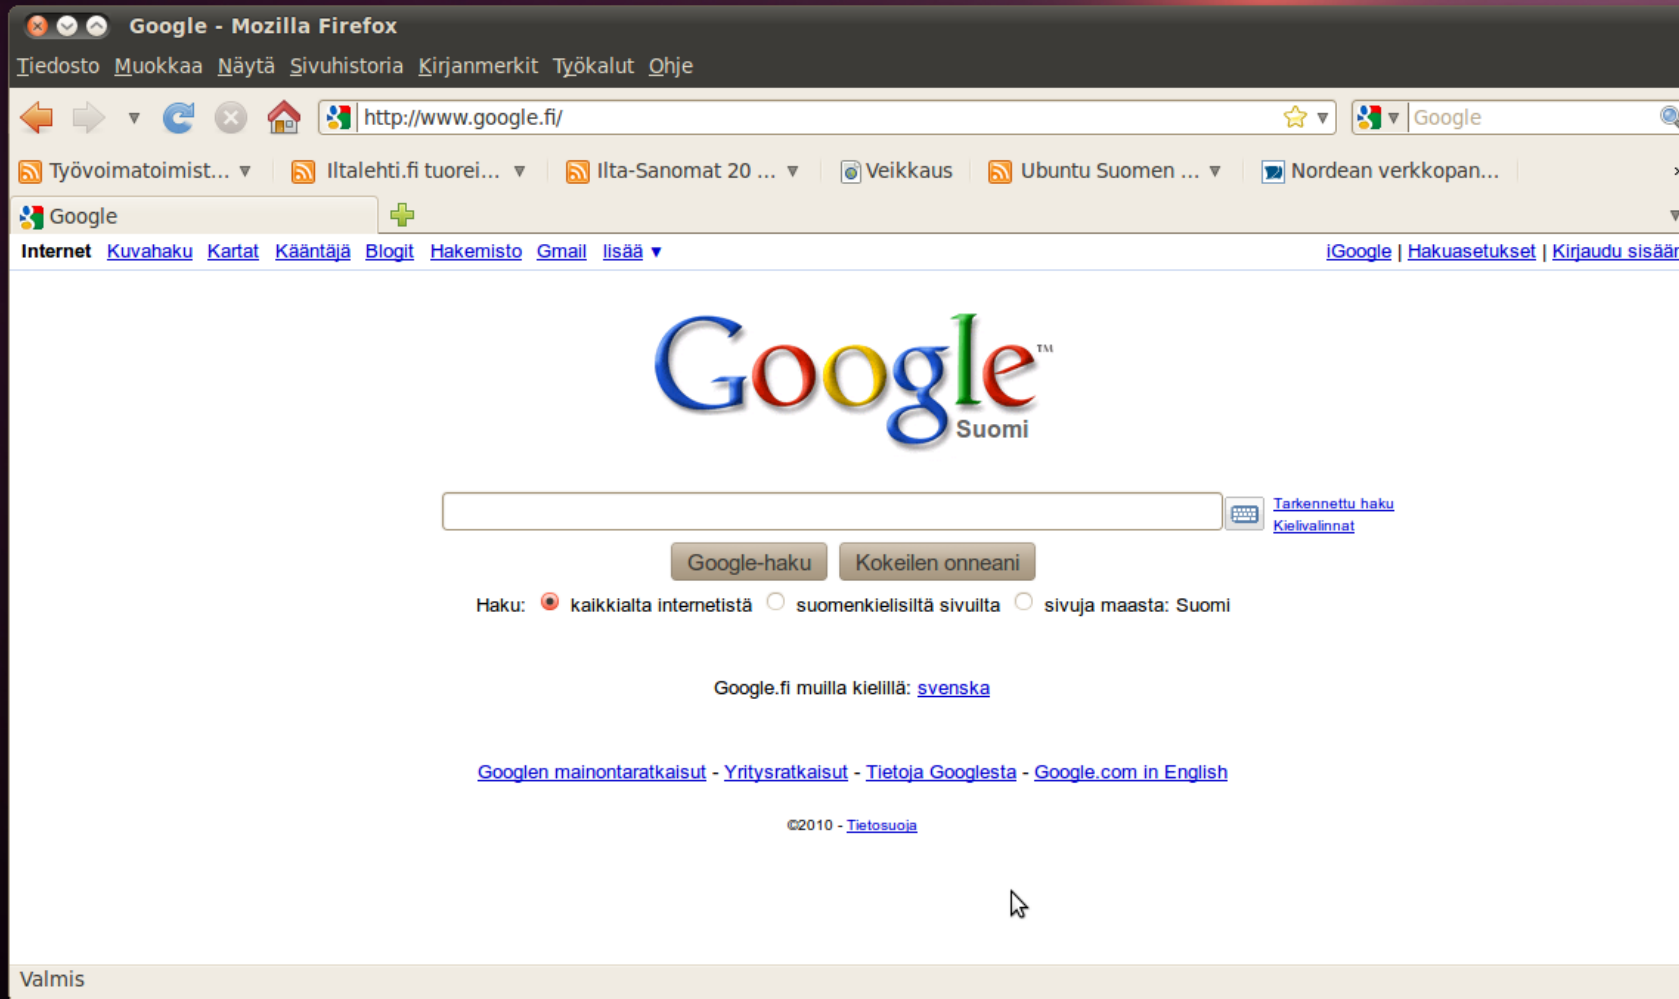 Google - Mozilla Firefox
Tiedosto Muokkaa Näytä Sivuhistoria Kirjanmerkit Työkalut Ohje
http://www.google.fi/ Google
Työvoimatoimist... Iltalehti.fi tuorei... Ilta-Sanomat 20 ... Veikkaus Ubuntu Suomen ... Nordean verkkopan...
Google
Internet Kuvahaku Kartat Kääntäjä Blogit Hakemisto Gmail lisää ▼ iGoogle | Hakuasetukset | Kirjaudu sisään
Google™
Suomi
Tarkennettu haku
Kielivalinnat
Google-haku Kokeilen onneani
Haku: kaikkialta internetistä suomenkielisiltä sivuilta sivuja maasta: Suomi
Google.fi muilla kielillä: svenska
Googlen mainontaratkaisut - Yritysratkaisut - Tietoja Googlesta - Google.com in English
©2010 - Tietosuoja
Valmis